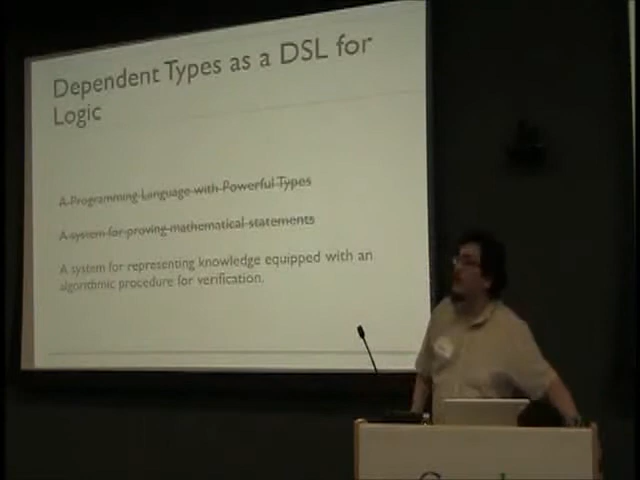 Dependent Types as a DSL for
Logic
A Programming Language with Powerful Types
A system for proving mathematical statements
A system for representing knowledge equipped with an
algorithmic procedure for verification.